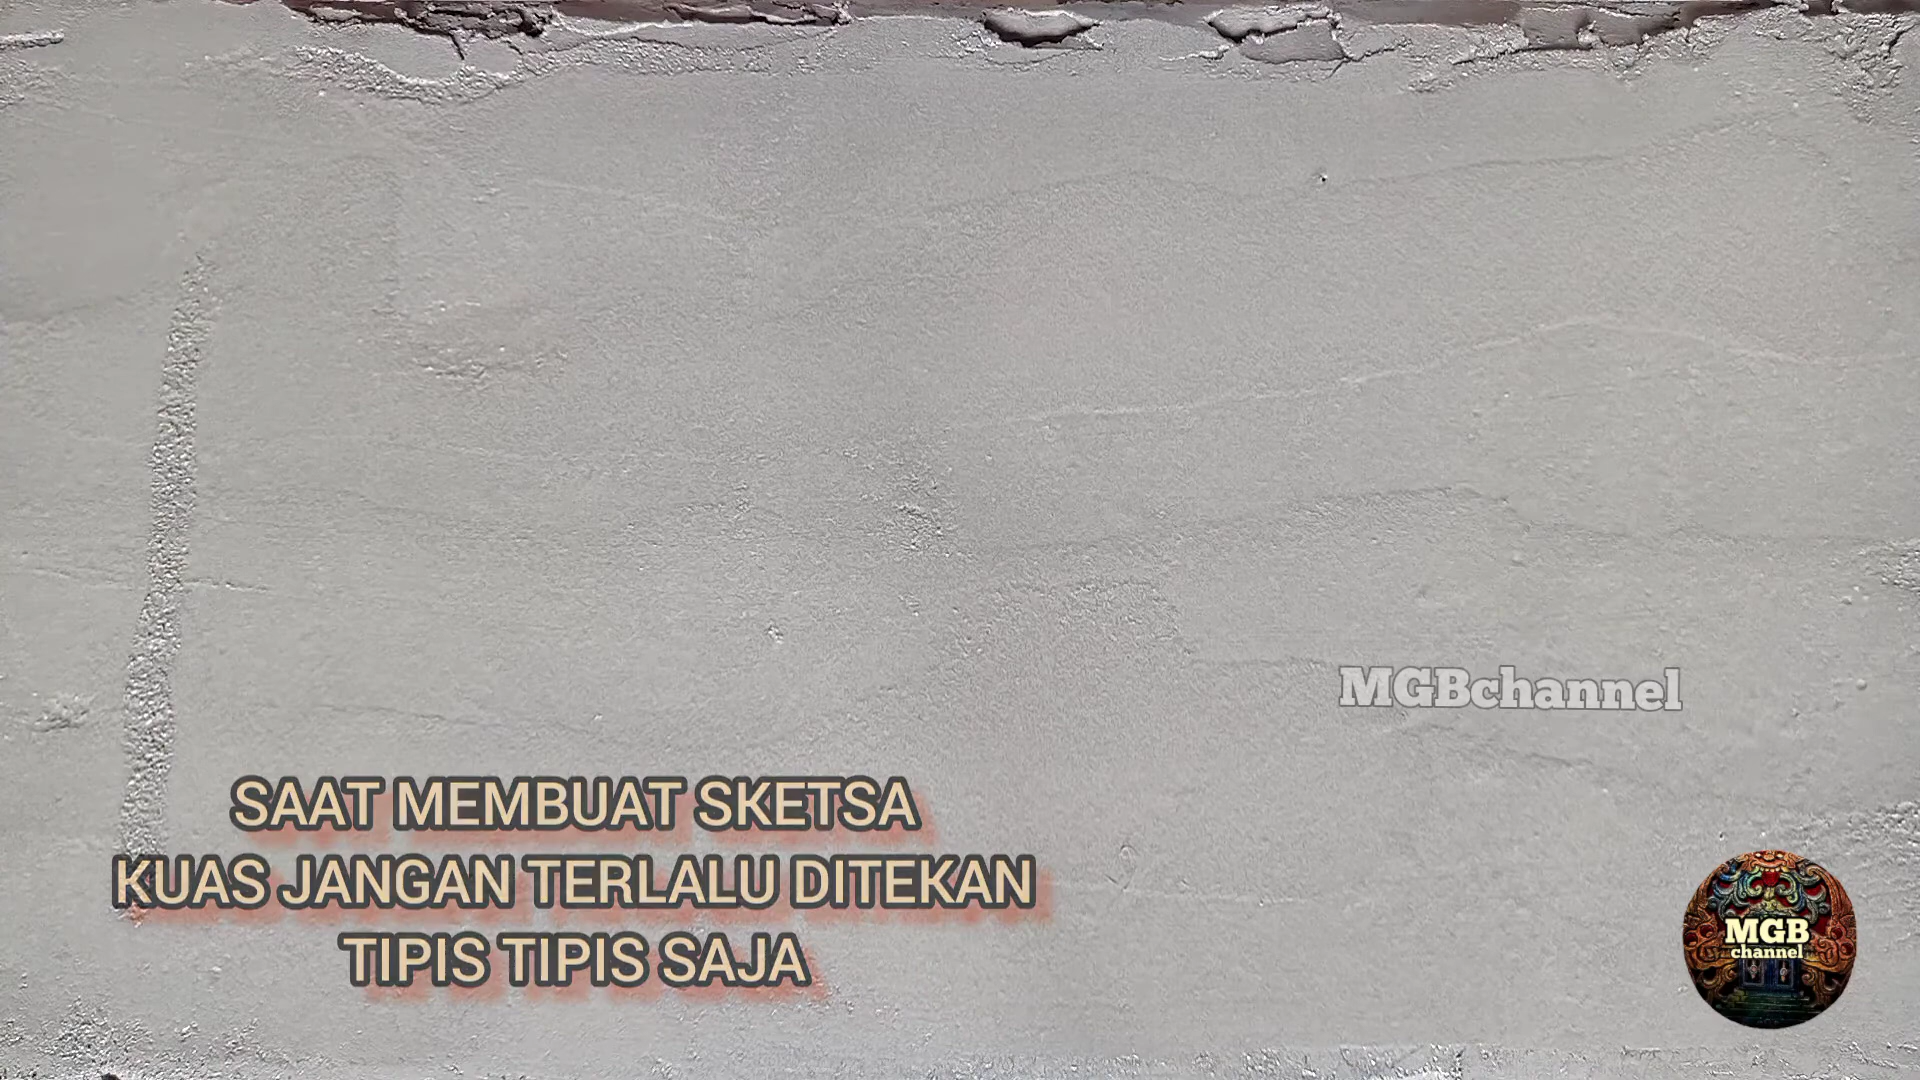 MGBchannel
SAAT MEMBUAT SKETSA
KUAS JANGAN TERLALU DITEKAN
TIPIS TIPIS SAJA
MGB
channel